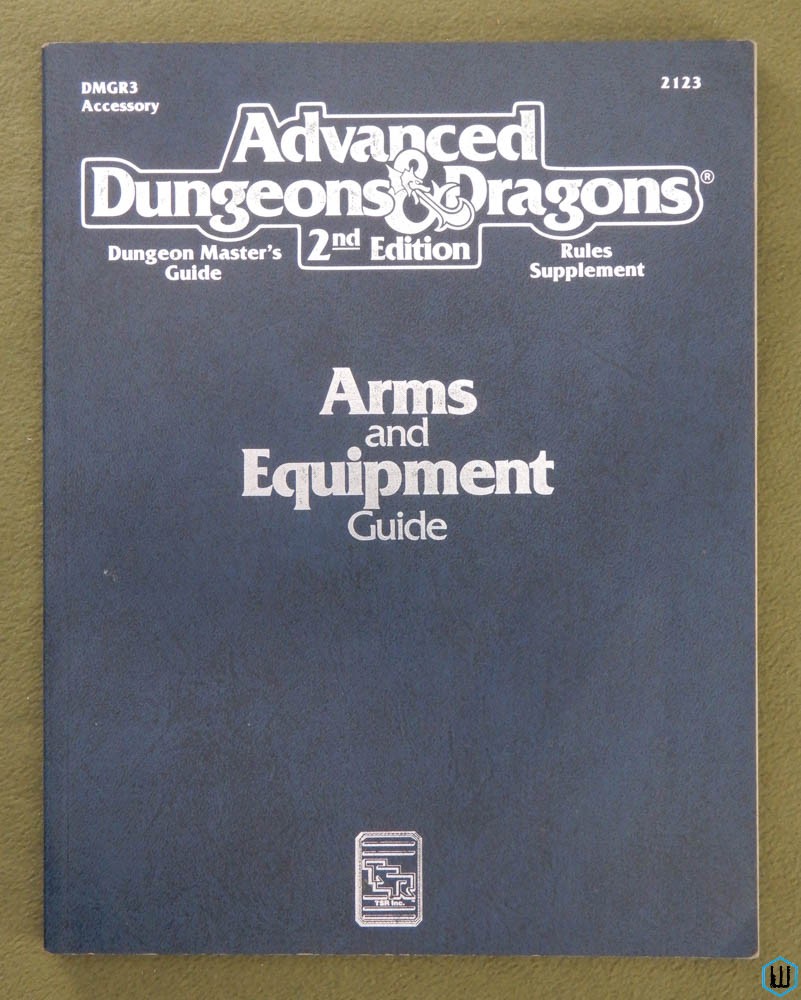 DMGR3
Accessory
2123
Advanced
Dungeons & Dragons®
2nd Edition
Dungeon Master's
Guide
Rules
Supplement
Arms
and
Equipment
Guide
TSR
TSR Inc.
W